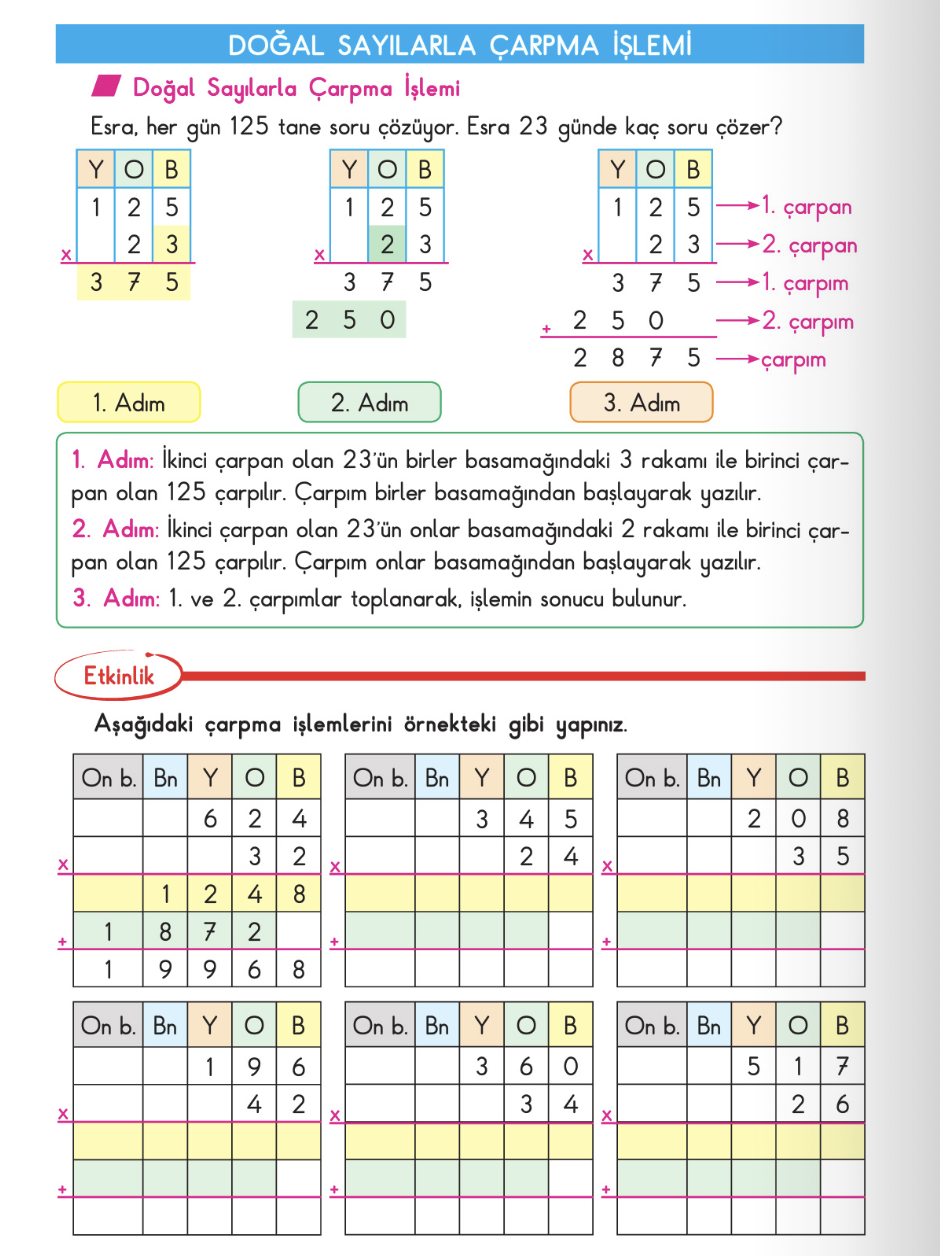 DOĞAL SAYILARLA ÇARPMA İŞLEMİ
Doğal Sayılarla Çarpma İşlemi
Esra, her gün 125 tane soru çözüyor. Esra 23 günde kaç soru çözer?
Y O B
1 2 5
x 2 3
3 7 5
1. Adım
Y O B
1 2 5
x 2 3
3 7 5
2 5 0
2. Adım
Y O B
1 2 5 1. çarpan
x 2 3 2. çarpan
3 7 5 1. çarpım
+ 2 5 0 2. çarpım
2 8 7 5 çarpım
3. Adım
1. Adım: İkinci çarpan olan 23'ün birler basamağındaki 3 rakamı ile birinci çar-
pan olan 125 çarpılır. Çarpım birler basamağından başlayarak yazılır.
2. Adım: İkinci çarpan olan 23'ün onlar basamağındaki 2 rakamı ile birinci çar-
pan olan 125 çarpılır. Çarpım onlar basamağından başlayarak yazılır.
3. Adım: 1. ve 2. çarpımlar toplanarak, işlemin sonucu bulunur.
Etkinlik
Aşağıdaki çarpma işlemlerini örnekteki gibi yapınız.
On b. Bn Y O B
6 2 4
x 3 2
1 2 4 8
+ 1 8 7 2
1 9 9 6 8
On b. Bn Y O B
3 4 5
x 2 4
+
On b. Bn Y O B
2 0 8
x 3 5
+
On b. Bn Y O B
1 9 6
x 4 2
+
On b. Bn Y O B
3 6 0
x 3 4
+
On b. Bn Y O B
5 1 7
x 2 6
+